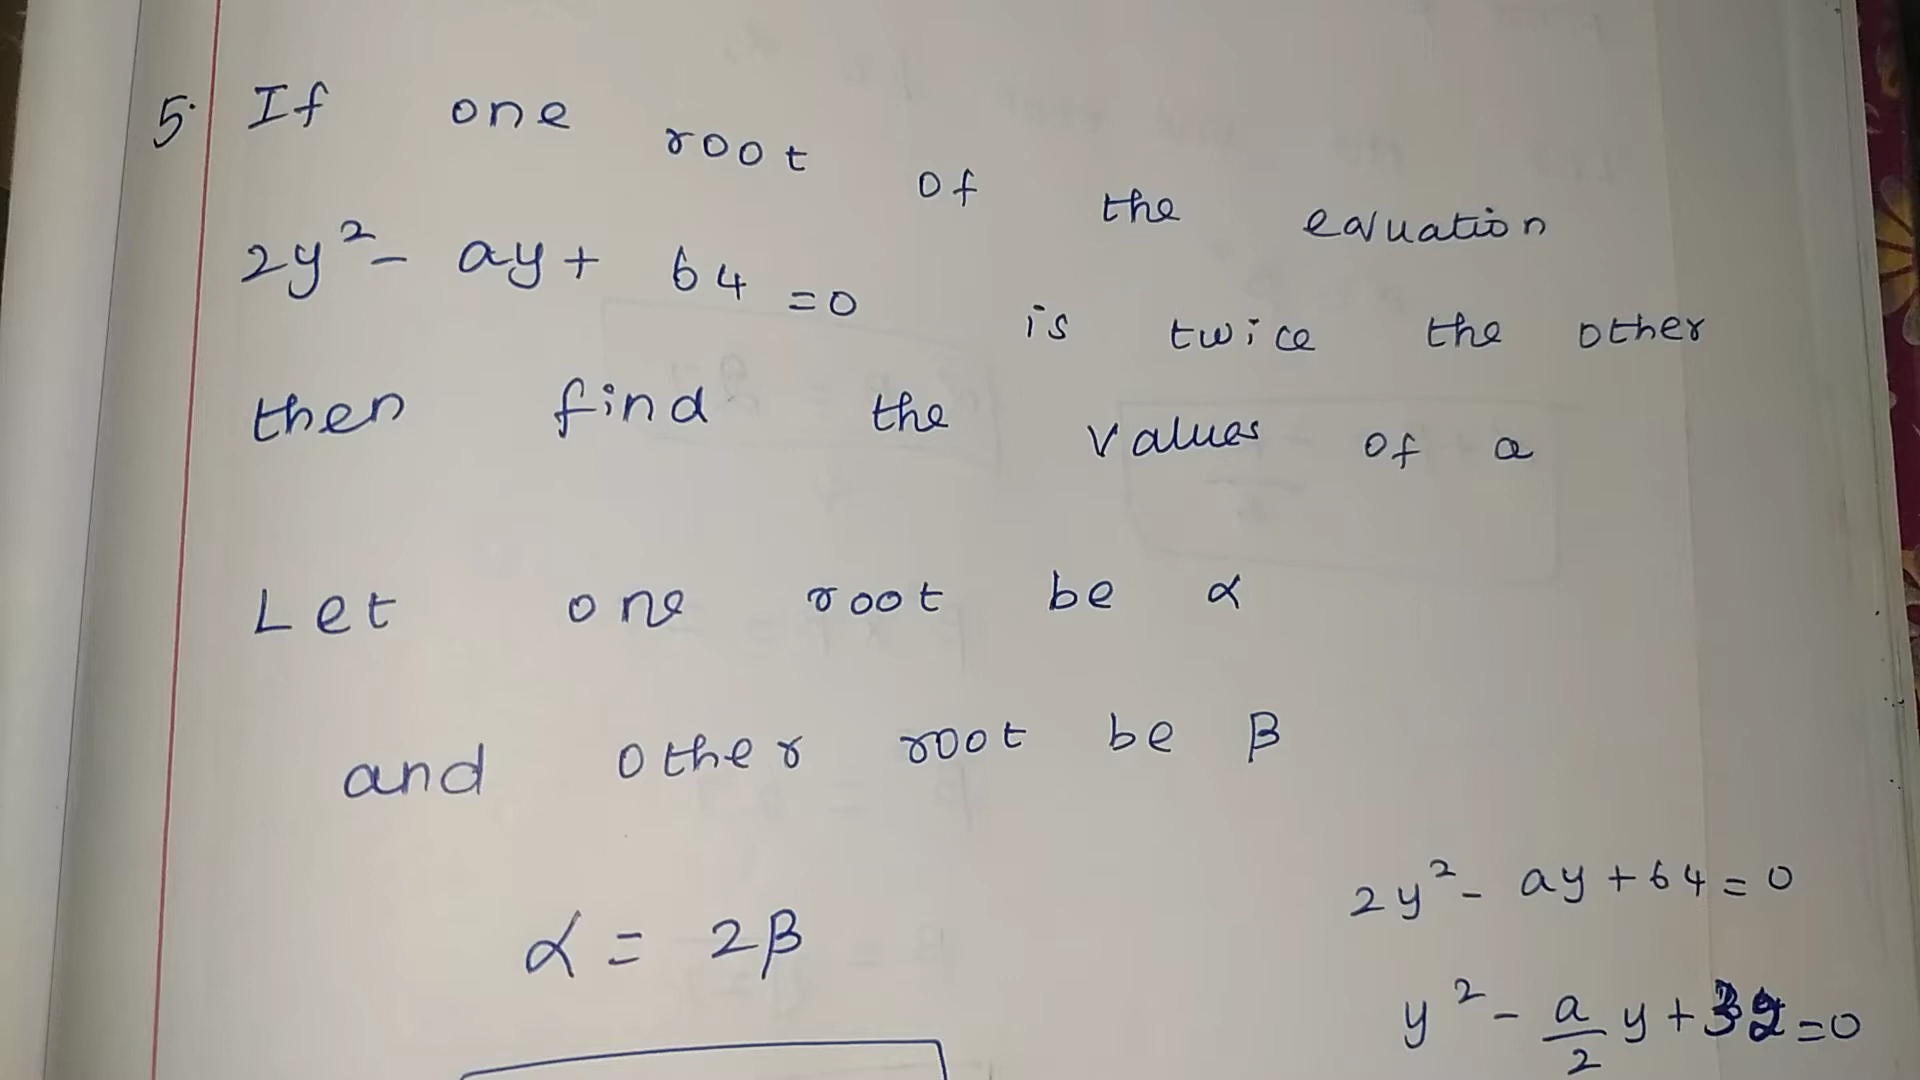 5. If one root of the equation
2y² - ay + 64 = 0 is twice the other
then find the values of a
Let one root be α
and other root be β
α = 2β
2y² - ay + 64 = 0
y² - a/2 y + 32 = 0